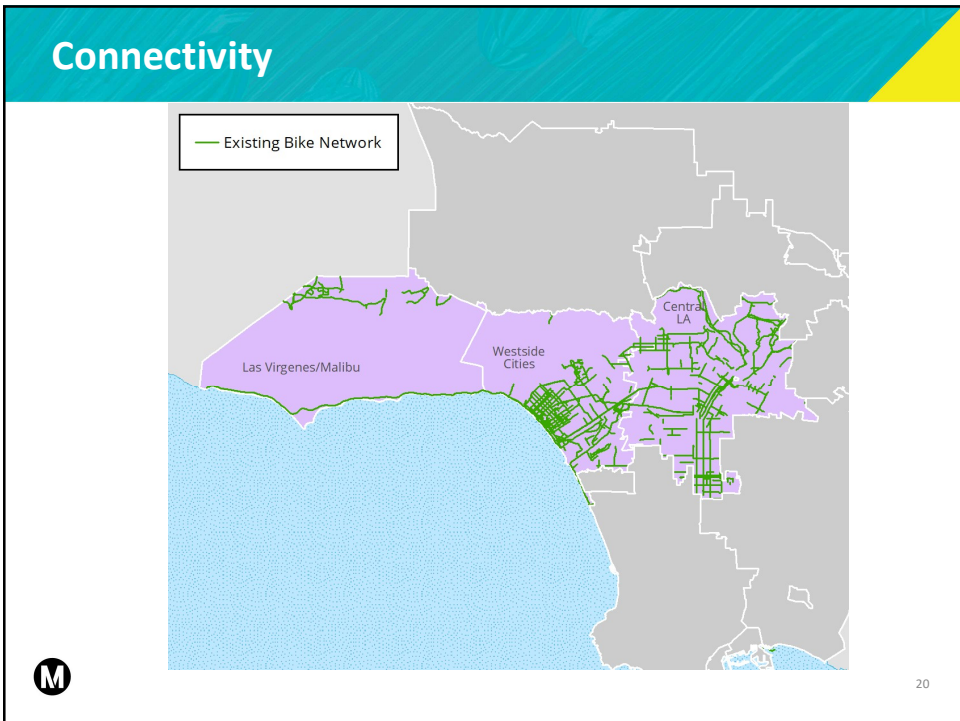 Connectivity
Existing Bike Network
Central
LA
Westside
Cities
Las Virgenes/Malibu
M
20